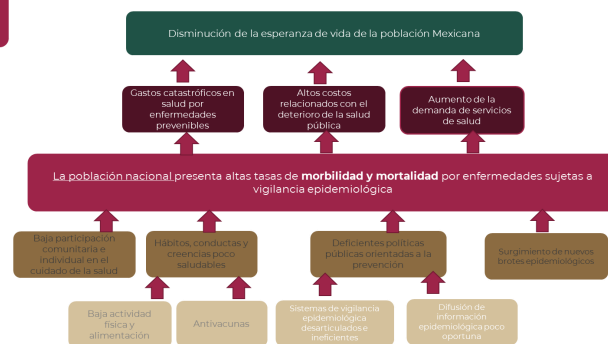 Disminución de la esperanza de vida de la población Mexicana
Gastos catastróficos en
salud por
enfermedades
prevenibles
Altos costos
relacionados con el
deterioro de la salud
pública
Aumento de la
demanda de servicios
de salud
La población nacional presenta altas tasas de morbilidad y mortalidad por enfermedades sujetas a
vigilancia epidemiológica
Baja participación
comunitaria e
individual en el
cuidado de la salud
Hábitos, conductas y
creencias poco
saludables
Deficientes políticas
públicas orientadas a la
prevención
Surgimiento de nuevos
brotes epidemiológicos
Baja actividad
física y
alimentación
Antivacunas
Sistemas de vigilancia
epidemiológica
desarticulados e
ineficientes
Difusión de
información
epidemiológica poco
oportuna